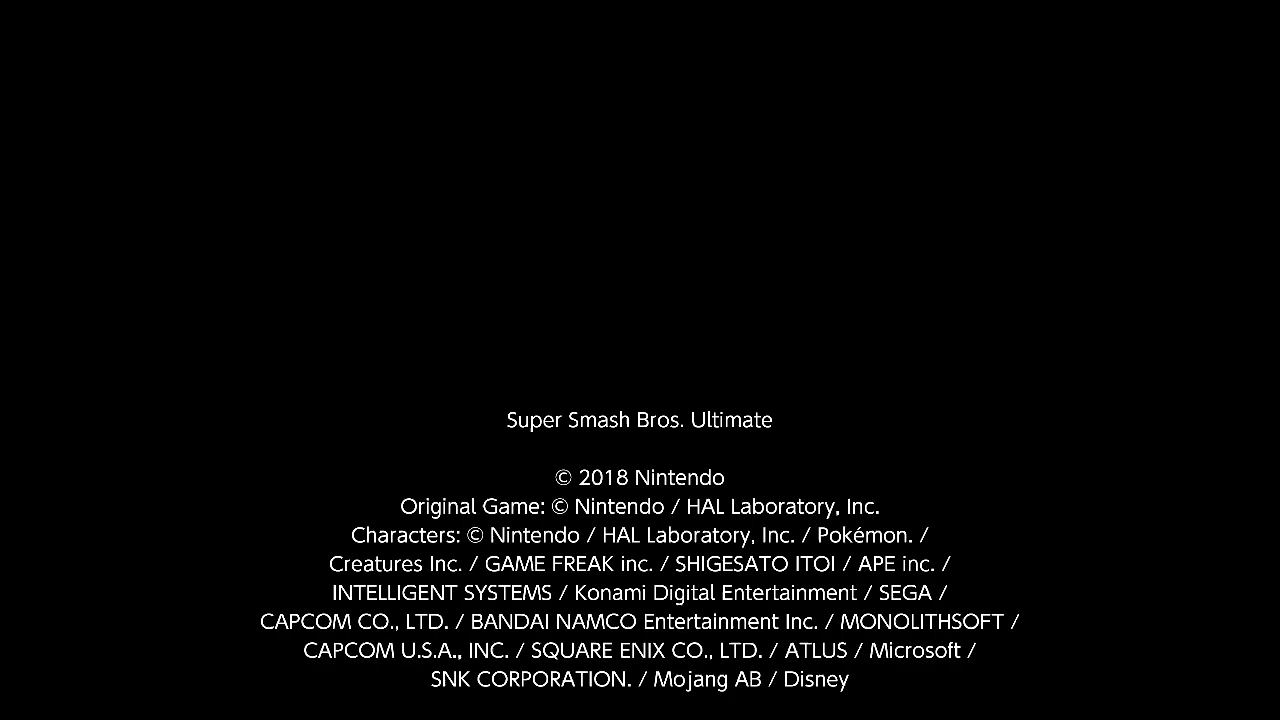 Super Smash Bros. Ultimate
© 2018 Nintendo
Original Game: © Nintendo / HAL Laboratory, Inc.
Characters: © Nintendo / HAL Laboratory, Inc. / Pokémon. /
Creatures Inc. / GAME FREAK inc. / SHIGESATO ITOI / APE inc. /
INTELLIGENT SYSTEMS / Konami Digital Entertainment / SEGA /
CAPCOM CO., LTD. / BANDAI NAMCO Entertainment Inc. / MONOLITHSOFT /
CAPCOM U.S.A., INC. / SQUARE ENIX CO., LTD. / ATLUS / Microsoft /
SNK CORPORATION. / Mojang AB / Disney